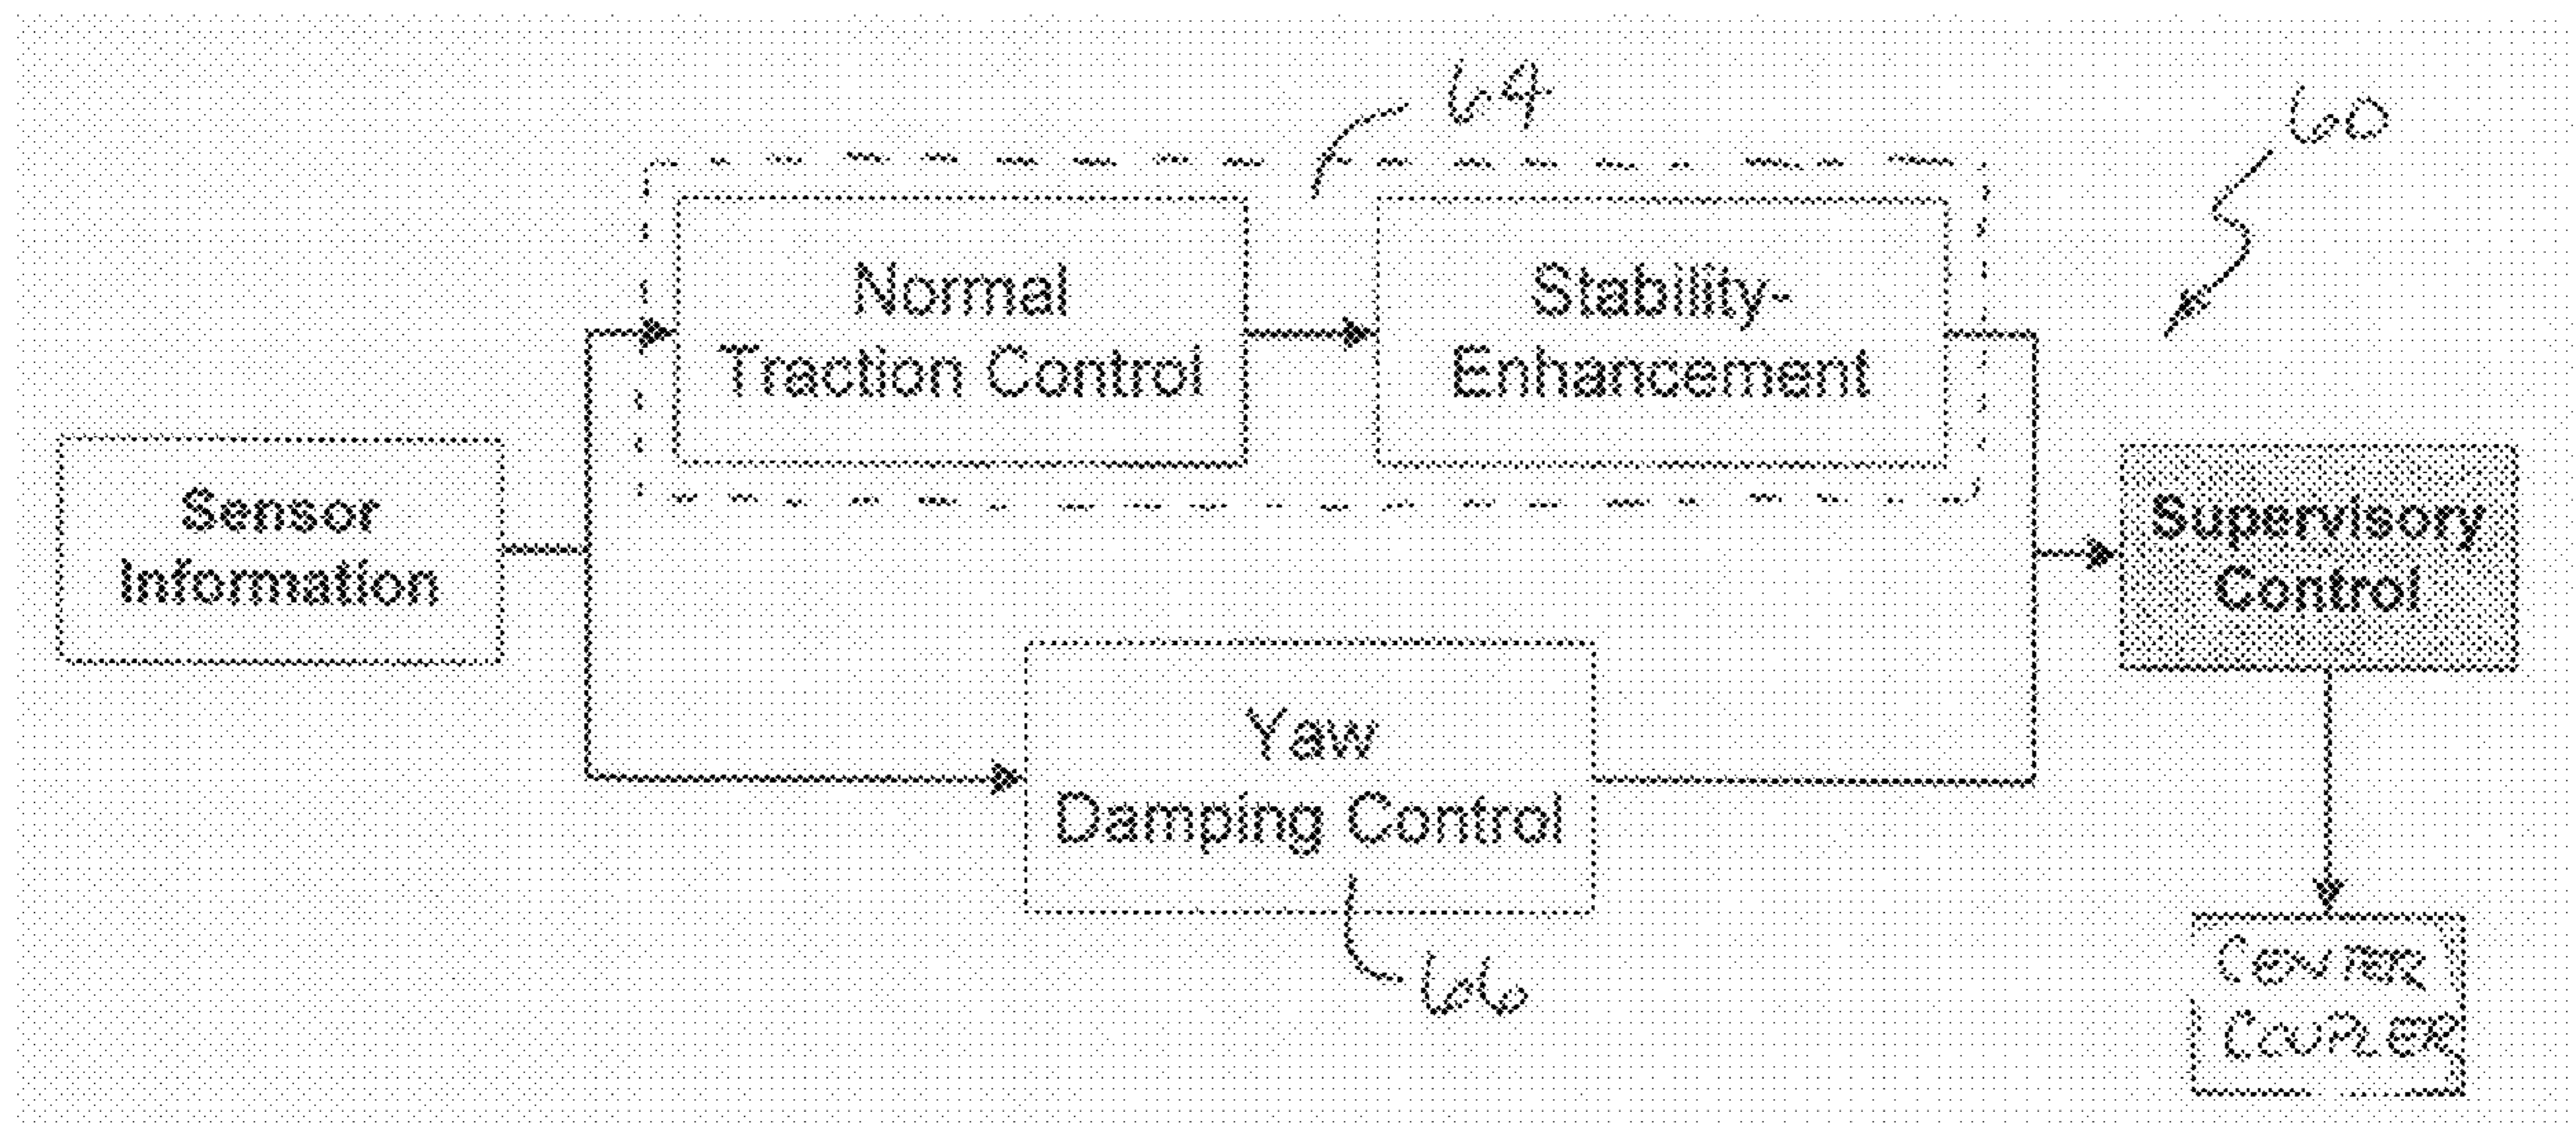 64
60
Normal
Traction Control
Stability-
Enhancement
Sensor
Information
Supervisory
Control
Yaw
Damping Control
66
CENTER
COUPLER